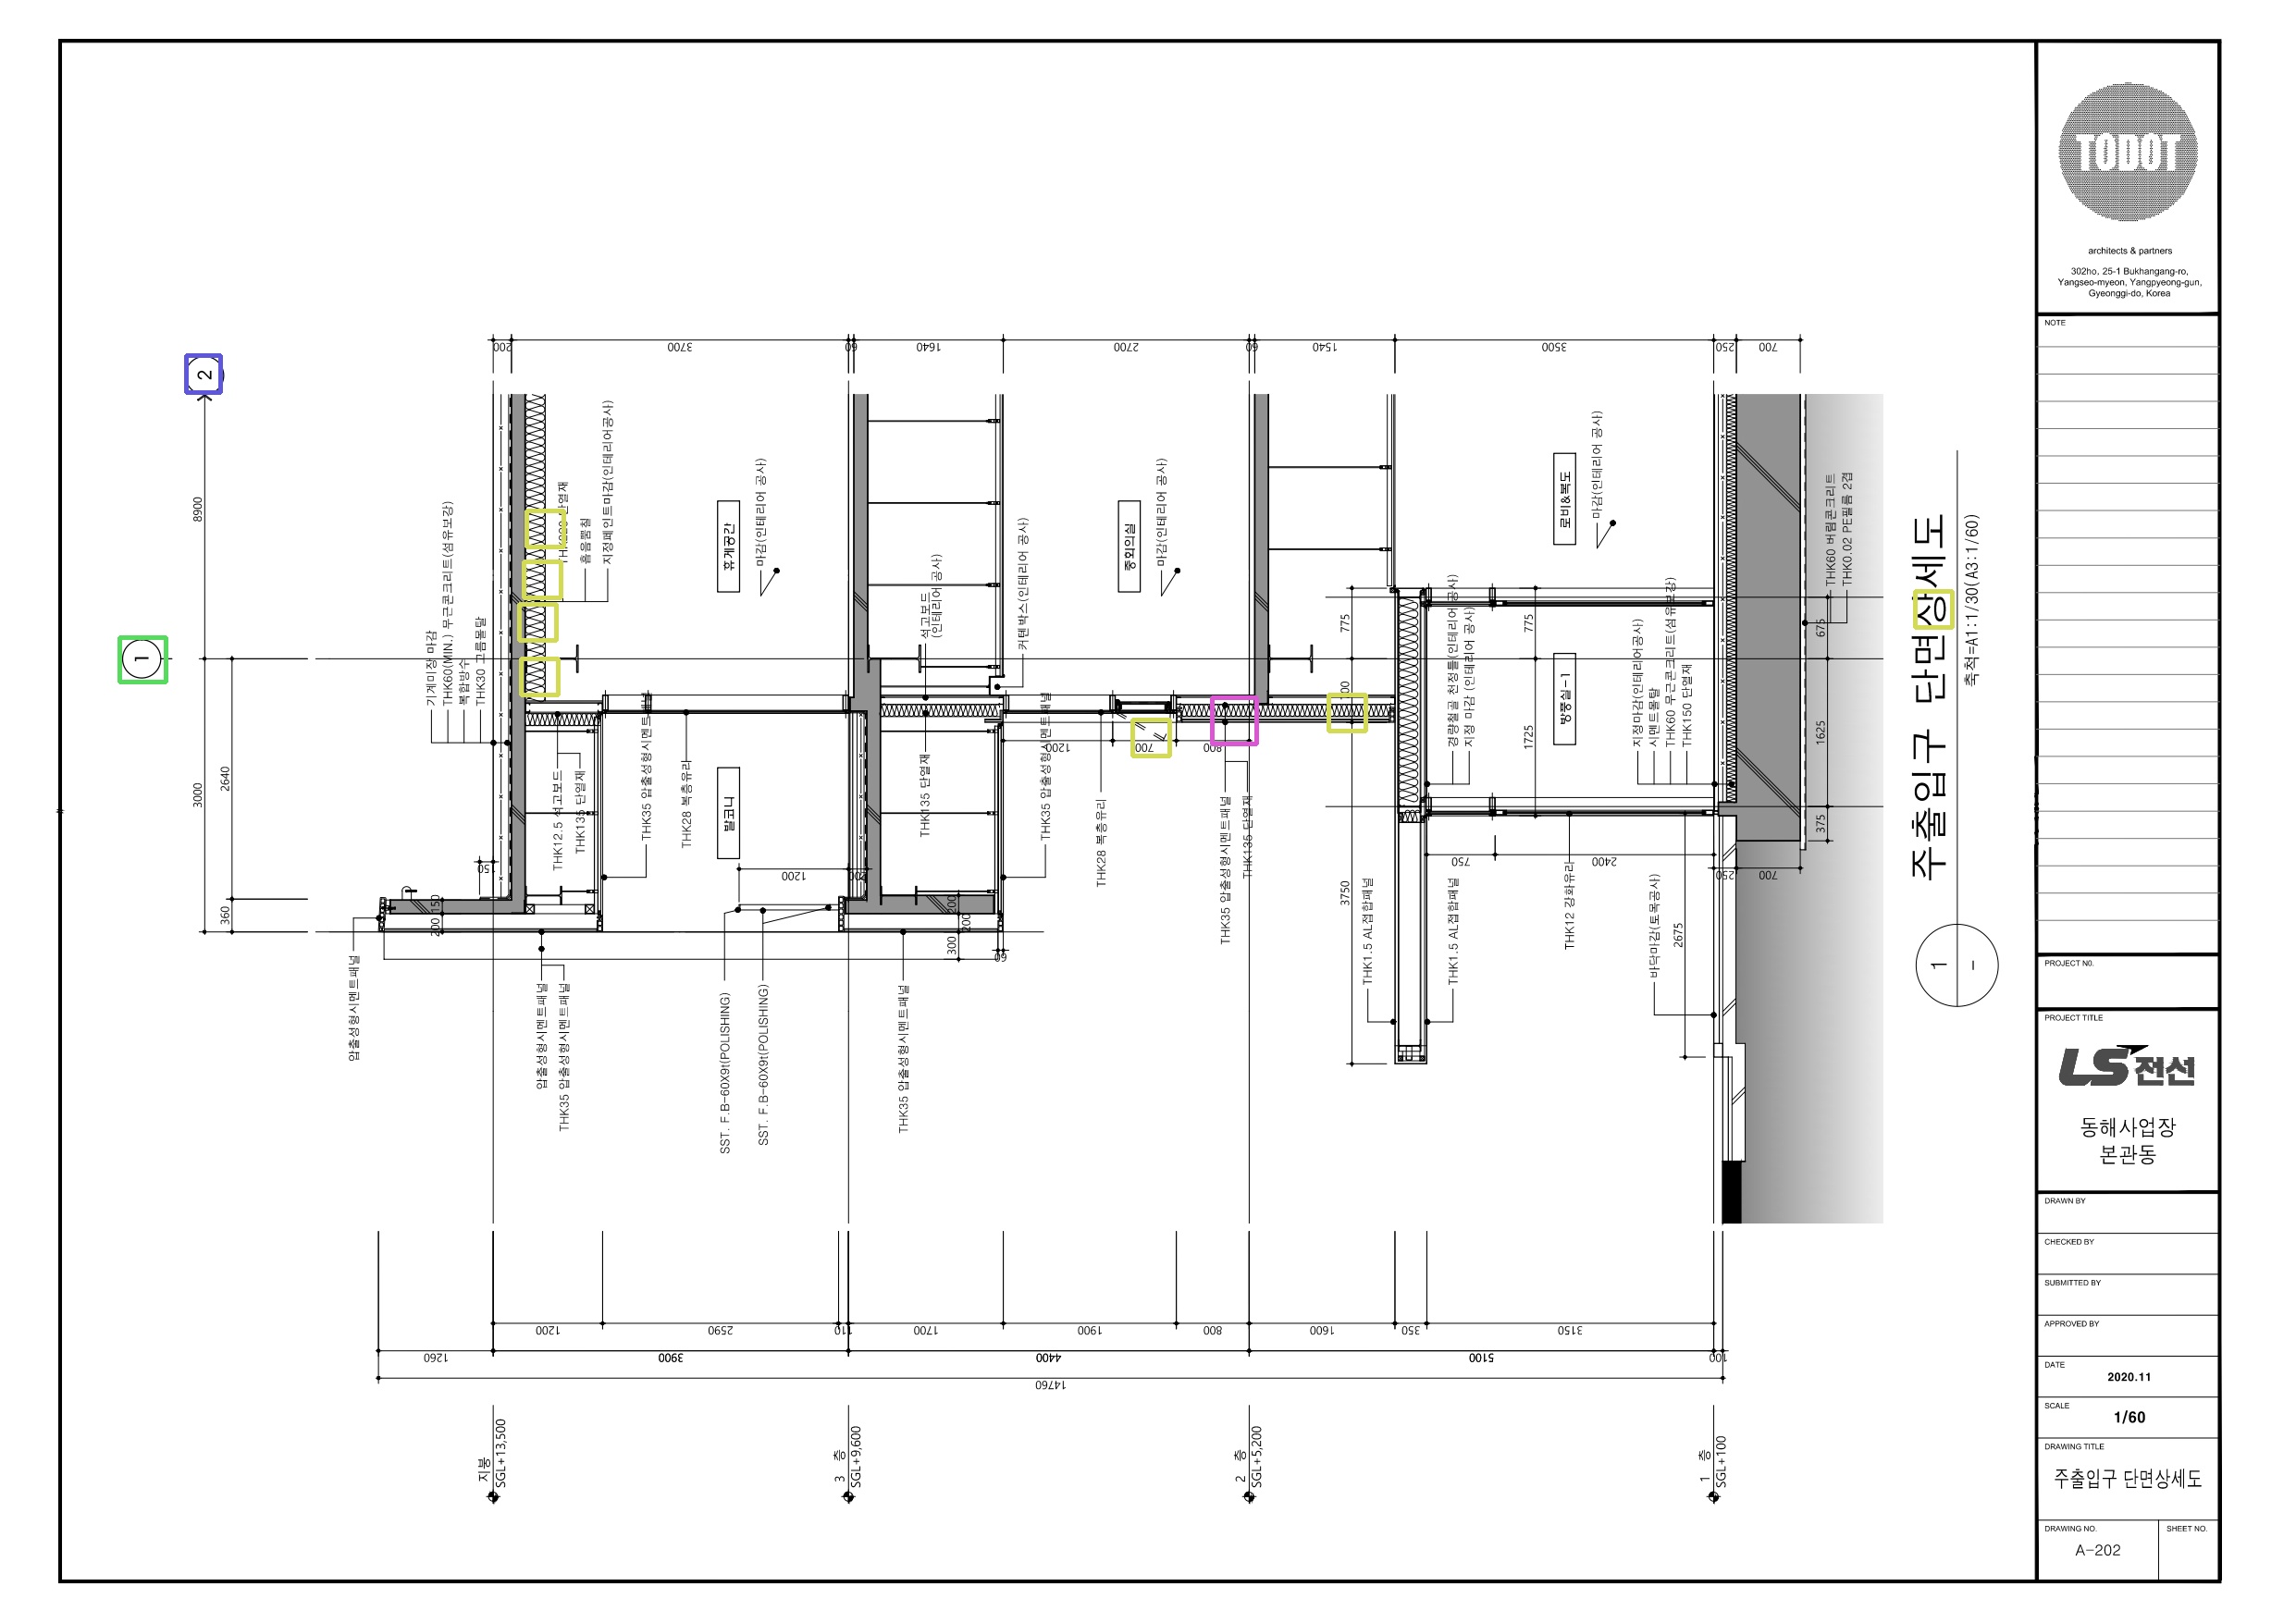 architects & partners
302ho, 25-1 Bukhangang-ro,
Yangseo-myeon, Yangpyeong-gun,
Gyeonggi-do, Korea
NOTE
PROJECT N0.
PROJECT TITLE
LS전선
동해사업장
본관동
DRAWN BY
CHECKED BY
SUBMITTED BY
APPROVED BY
DATE
2020.11
SCALE
1/60
DRAWING TITLE
주출입구 단면상세도
DRAWING NO.
SHEET NO.
A-202
주출입구 단면상세도
축척=A1:1/30(A3:1/60)
1
-
2
1
8900
3000
2640
360
200
3700
60
1640
2700
60
1540
3500
250
700
기계미장 마감
THK60(MIN.) 무근콘크리트(섬유보강)
복합방수
THK30 고름몰탈
흡음뿜칠
지정페인트마감(인테리어공사)
휴게공간
마감(인테리어 공사)
석고보드
(인테리어 공사)
커텐박스(인테리어 공사)
중회의실
마감(인테리어 공사)
로비&복도
마감(인테리어 공사)
THK60 버림콘크리트
THK0.02 PE필름 2겹
775
775
675
1725
1625
375
경량철골 천정틀(인테리어 공사)
지정 마감 (인테리어 공사)
방풍실-1
지정마감(인테리어공사)
시멘트몰탈
THK60 무근콘크리트(섬유보강)
THK150 단열재
THK12.5 석고보드
THK135 단열재
THK35 압출성형시멘트패널
THK28 복층유리
발코니
THK135 단열재
THK35 압출성형시멘트패널
THK28 복층유리
THK35 압출성형시멘트패널
THK135 단열재
1200
700
800
150
150
200
1200
200
200
300
60
750
2400
250
700
3750
2675
THK1.5 AL접합패널
THK1.5 AL접합패널
THK12 강화유리
바닥마감(토목공사)
압출성형시멘트패널
압출성형시멘트패널
THK35 압출성형시멘트패널
SST. F.B-60X9t(POLISHING)
SST. F.B-60X9t(POLISHING)
THK35 압출성형시멘트패널
1200
2590
110
1700
1900
800
1600
350
3150
1260
3900
4400
5100
100
14760
지붕
SGL+13,500
3 층
SGL+9,600
2 층
SGL+5,200
1 층
SGL+100